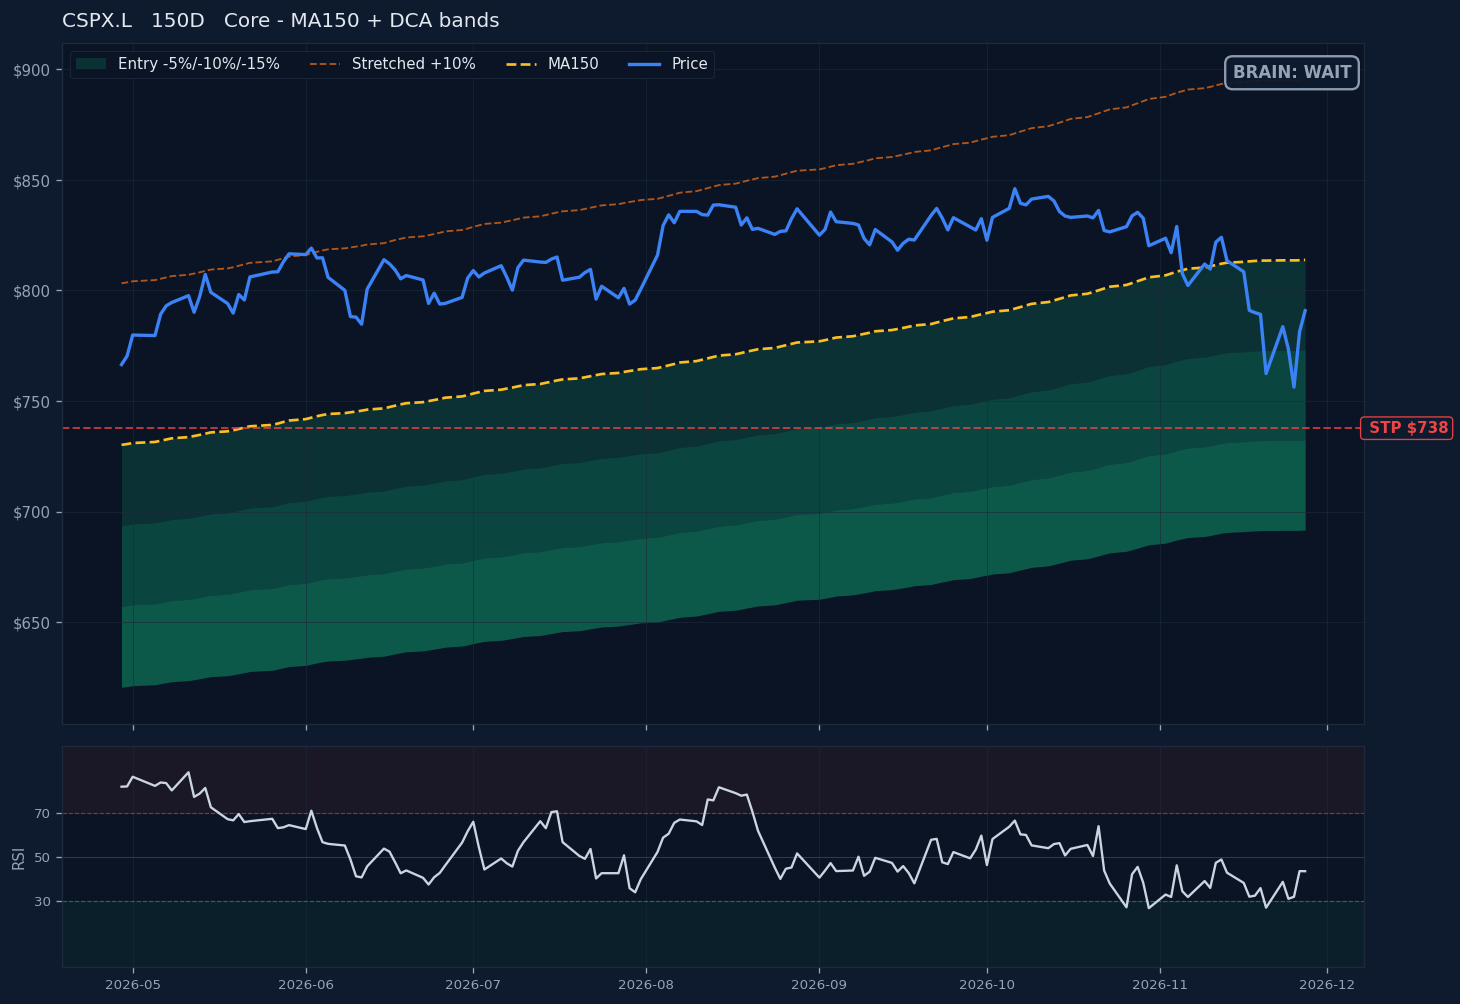 CSPX.L 150D Core - MA150 + DCA bands
Entry -5%/-10%/-15% Stretched +10% MA150 Price
BRAIN: WAIT
$900
$850
$800
$750
STP $738
$700
$650
RSI
70
50
30
2026-05 2026-06 2026-07 2026-08 2026-09 2026-10 2026-11 2026-12